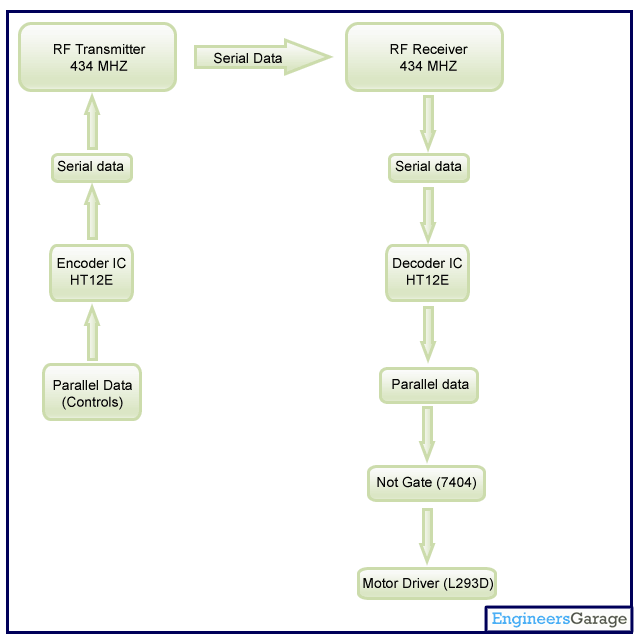 RF Transmitter
434 MHZ
Serial Data
RF Receiver
434 MHZ
Serial data
Serial data
Encoder IC
HT12E
Decoder IC
HT12E
Parallel Data
(Controls)
Parallel data
Not Gate (7404)
Motor Driver (L293D)
EngineersGarage